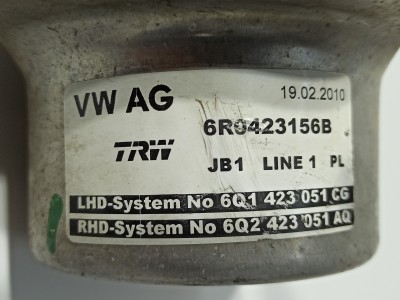 VW AG 19.02.2010
6R0423156B
TRW JB1 LINE 1 PL
LHD-System No 6Q1 423 051 CG
RHD-System No 6Q2 423 051 AQ